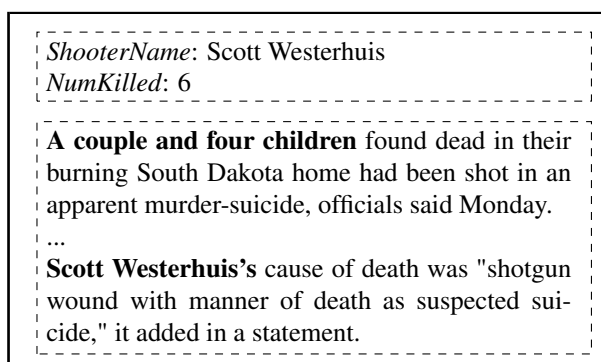 ShooterName: Scott Westerhuis
NumKilled: 6
A couple and four children found dead in their
burning South Dakota home had been shot in an
apparent murder-suicide, officials said Monday.
...
Scott Westerhuis's cause of death was "shotgun
wound with manner of death as suspected sui-
cide," it added in a statement.